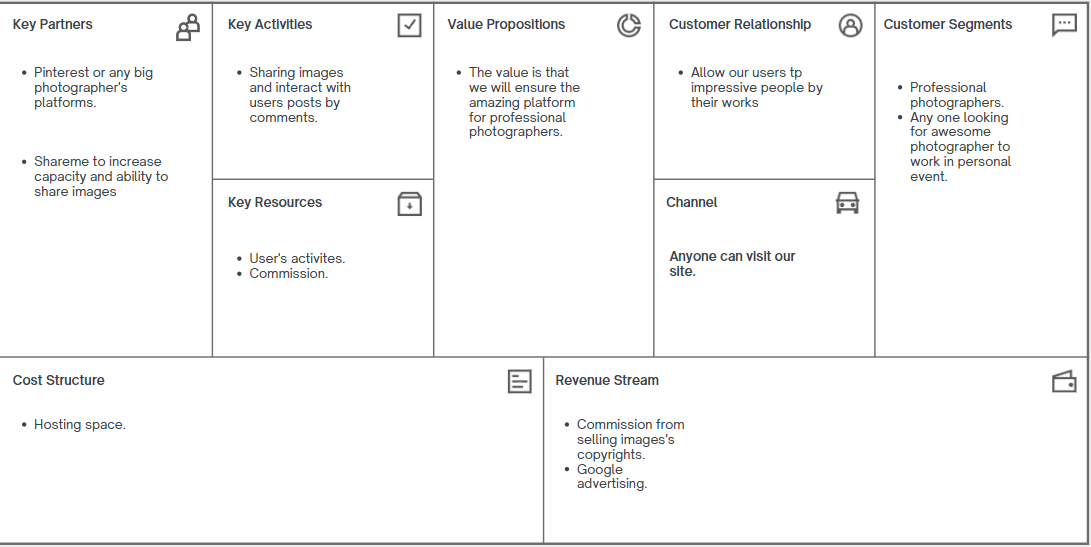 Key Partners
Pinterest or any big
photographer's
platforms.
Shareme to increase
capacity and ability to
share images
Key Activities
Sharing images
and interact with
users posts by
comments.
Key Resources
User's activites.
Commission.
Value Propositions
The value is that
we will ensure the
amazing platform
for professional
photographers.
Customer Relationship
Allow our users tp
impressive people by
their works
Channel
Anyone can visit our
site.
Customer Segments
Professional
photographers.
Any one looking
for awesome
photographer to
work in personal
event.
Cost Structure
Hosting space.
Revenue Stream
Commission from
selling images's
copyrights.
Google
advertising.